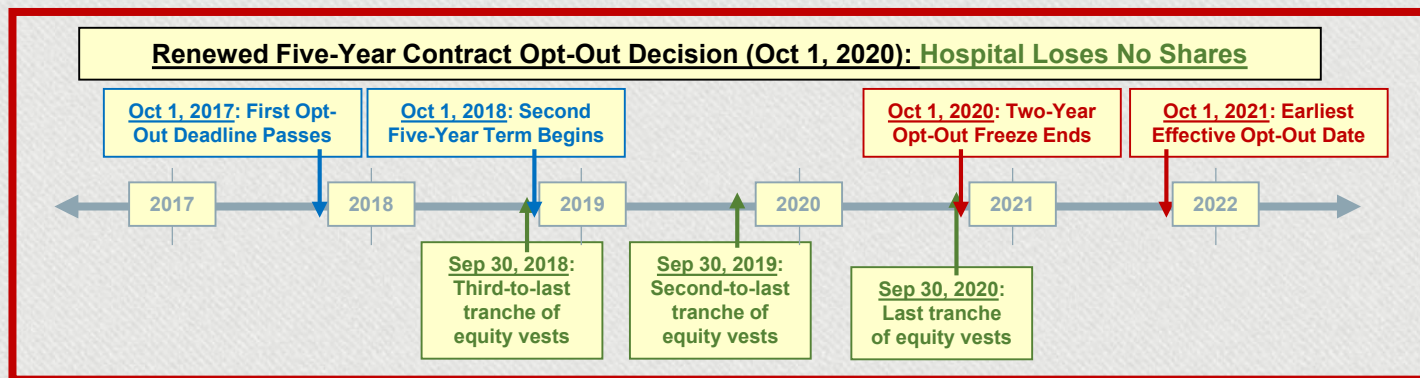 Renewed Five-Year Contract Opt-Out Decision (Oct 1, 2020): Hospital Loses No Shares
Oct 1, 2017: First Opt-
Out Deadline Passes
Oct 1, 2018: Second
Five-Year Term Begins
Oct 1, 2020: Two-Year
Opt-Out Freeze Ends
Oct 1, 2021: Earliest
Effective Opt-Out Date
2017
2018
2019
2020
2021
2022
Sep 30, 2018:
Third-to-last
tranche of
equity vests
Sep 30, 2019:
Second-to-last
tranche of
equity vests
Sep 30, 2020:
Last tranche
of equity vests